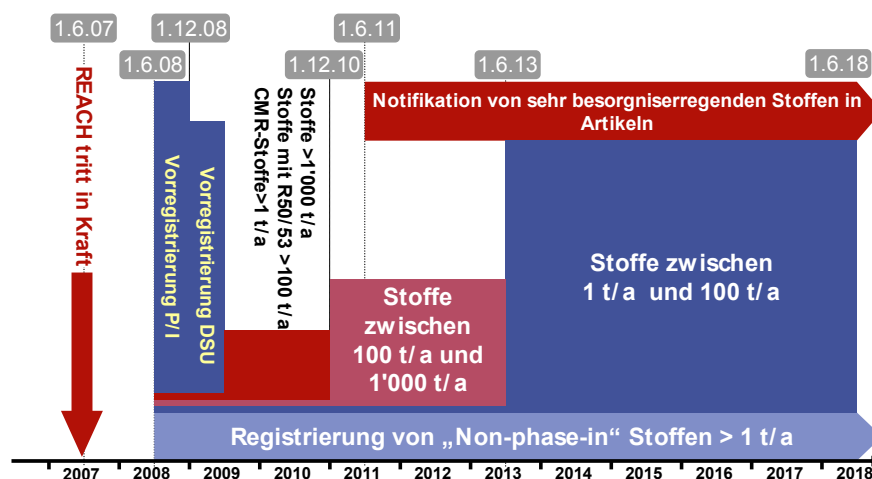 1.6.07
1.12.08
1.6.11
1.6.08
1.12.10
1.6.13
1.6.18
REACH tritt in Kraft
Vorregistrierung P/I
Vorregistrierung DSU
Stoffe >1'000 t/a
Stoffe mit R50/53 >100 t/a
CMR-Stoffe>1 t/a
Notifikation von sehr besorgniserregenden Stoffen in
Artikeln
Stoffe
zwischen
100 t/a und
1'000 t/a
Stoffe zwischen
1 t/a und 100 t/a
Registrierung von „Non-phase-in“ Stoffen > 1 t/a
2007 2008 2009 2010 2011 2012 2013 2014 2015 2016 2017 2018